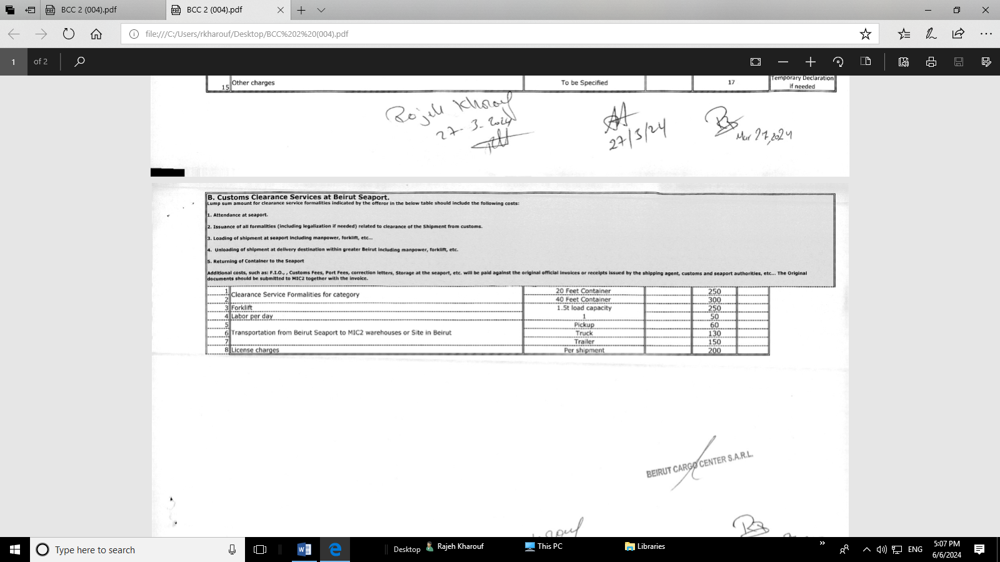 BCC 2 (004).pdf
BCC 2 (004).pdf
file:///C:/Users/rkharouf/Desktop/BCC%202%20(004).pdf
1 of 2
15 Other charges To be Specified 17 Temporary Declaration if needed
Rajeh Kharouf
27-3-2024
27/3/24
Mar 27, 2024
B. Customs Clearance Services at Beirut Seaport.
Lump sum amount for clearance service formalities indicated by the offeror in the below table should include the following costs:
1. Attendance at seaport.
2. Issuance of all formalities (including legalization if needed) related to clearance of the Shipment from customs.
3. Loading of shipment at seaport including manpower, forklift, etc...
4. Unloading of shipment at delivery destination within greater Beirut including manpower, forklift, etc.
5. Returning of Container to the Seaport
Additional costs, such as: F.I.O., , Customs Fees, Port Fees, correction letters, Storage at the seaport, etc. will be paid against the original official invoices or receipts issued by the shipping agent, customs and seaport authorities, etc... The Original
documents should be submitted to MIC2 together with the invoice.
1 Clearance Service Formalities for category 20 Feet Container 250
2 40 Feet Container 300
3 Forklift 1.5t load capacity 250
4 Labor per day 1 50
5 Pickup 60
6 Transportation from Beirut Seaport to MIC2 warehouses or Site in Beirut Truck 130
7 Trailer 150
8 License charges Per shipment 200
BEIRUT CARGO CENTER S.A.R.L.
Type here to search
Desktop
Rajeh Kharouf
This PC
Libraries
ENG
5:07 PM
6/6/2024